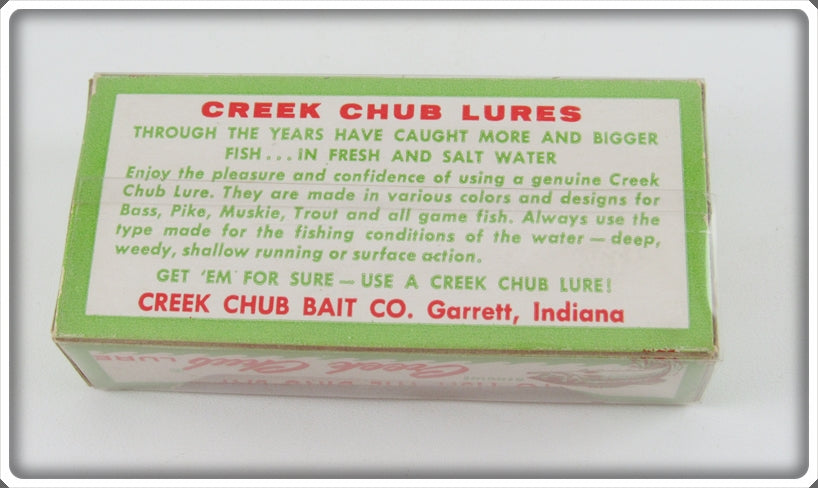 CREEK CHUB LURES
THROUGH THE YEARS HAVE CAUGHT MORE AND BIGGER
FISH...IN FRESH AND SALT WATER
Enjoy the pleasure and confidence of using a genuine Creek
Chub Lure. They are made in various colors and designs for
Bass, Pike, Muskie, Trout and all game fish. Always use the
type made for the fishing conditions of the water — deep,
weedy, shallow running or surface action.
GET 'EM FOR SURE — USE A CREEK CHUB LURE!
CREEK CHUB BAIT CO. Garrett, Indiana
GENUINE
Creek Chub LURE